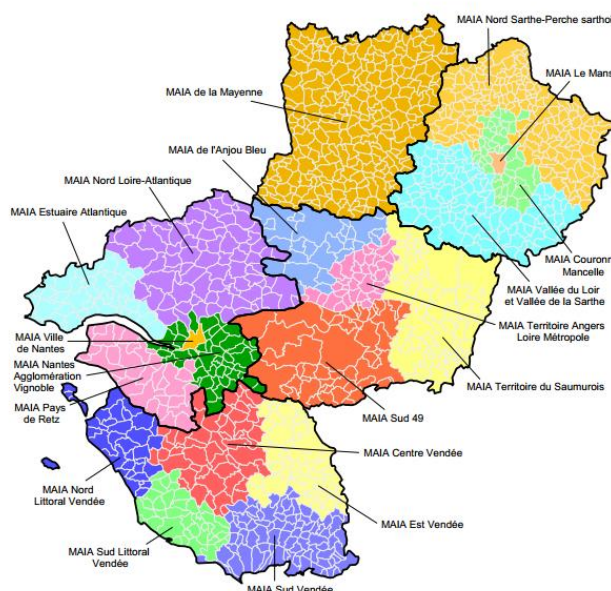 MAIA Nord Sarthe-Perche sarthoi
MAIA Le Mans
MAIA de la Mayenne
MAIA de l'Anjou Bleu
MAIA Nord Loire-Atlantique
MAIA Estuaire Atlantique
MAIA Couronn
Mancelle
MAIA Vallée du Loir
et Vallée de la Sarthe
MAIA Territoire Angers
Loire Métropole
MAIA Ville
de Nantes
MAIA Nantes
Agglomération
Vignoble
MAIA Territoire du Saumurois
MAIA Pays
de Retz
MAIA Sud 49
MAIA Centre Vendée
MAIA Nord
Littoral Vendée
MAIA Est Vendée
MAIA Sud Littoral
Vendée
MAIA Sud Vendée